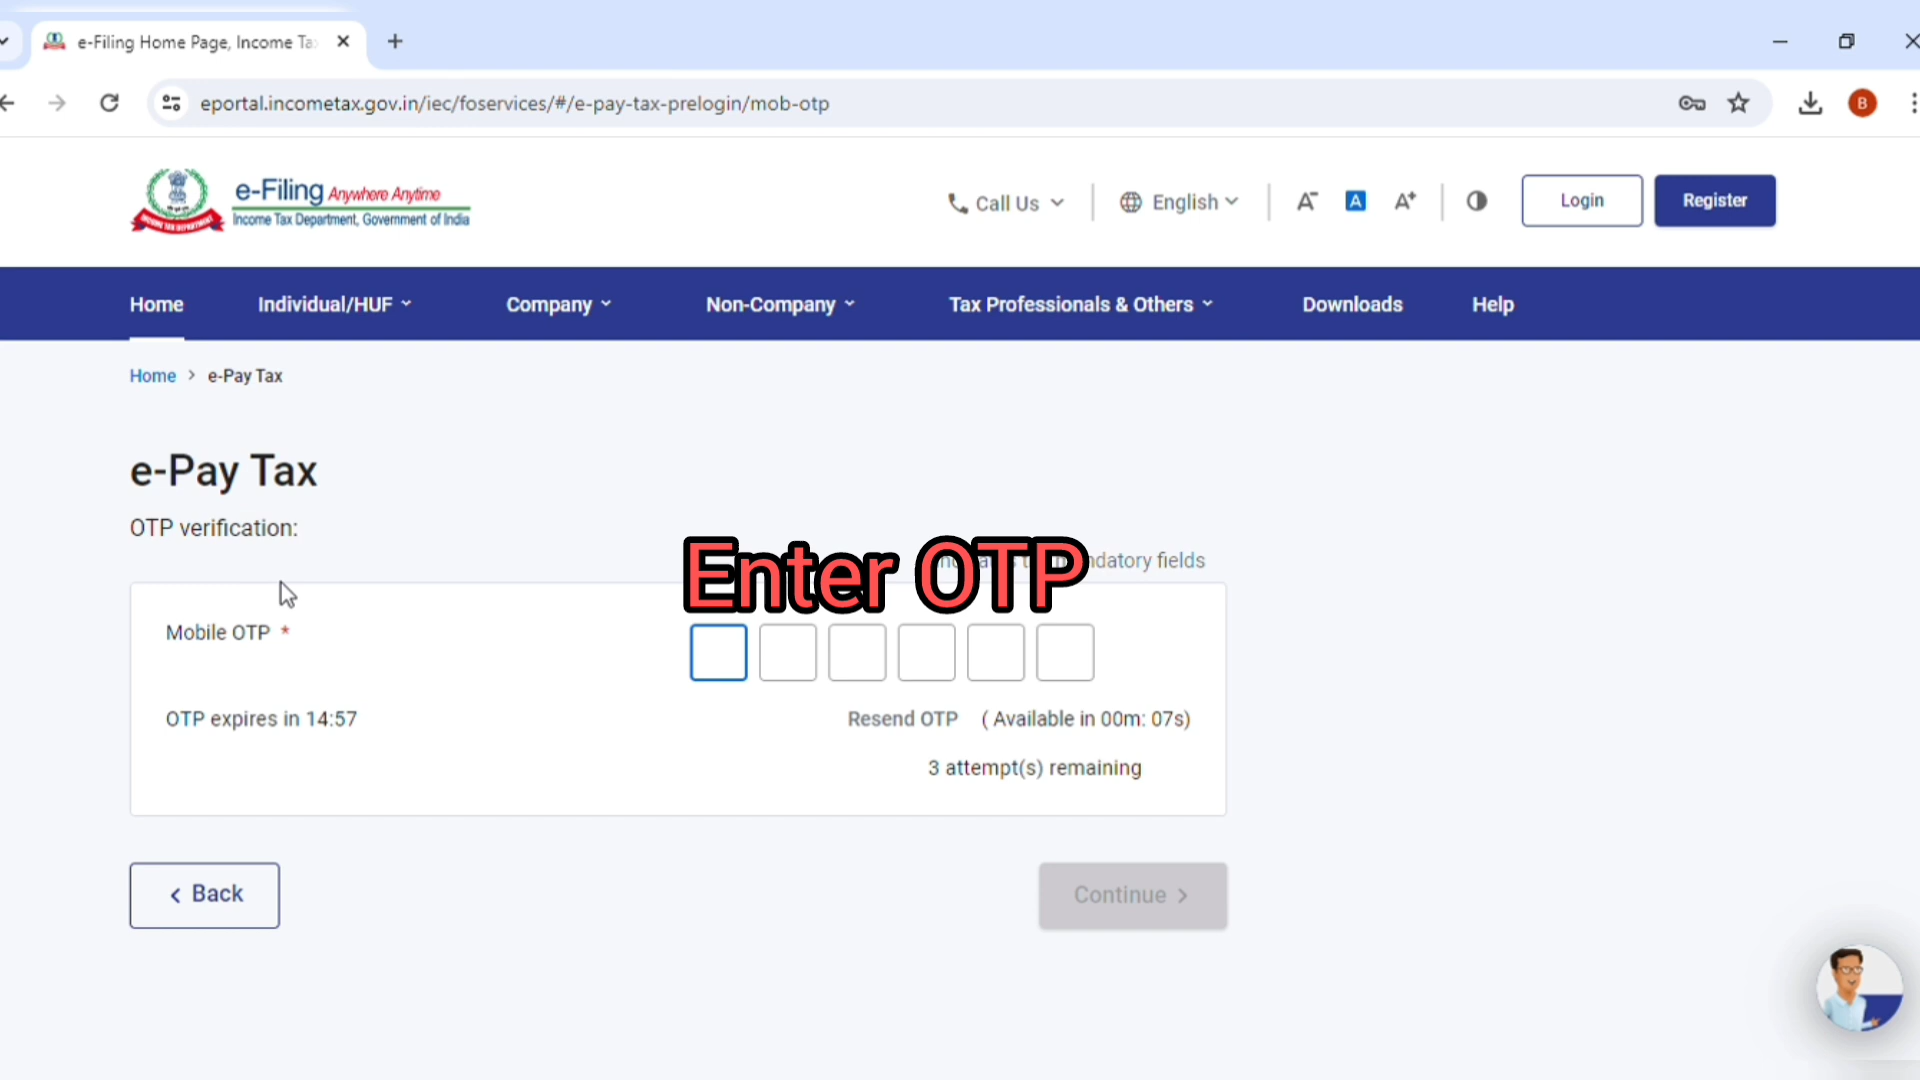 e-Filing Home Page, Income Ta
eportal.incometax.gov.in/iec/foservices/#/e-pay-tax-prelogin/mob-otp
B
e-Filing Anywhere Anytime
Income Tax Department, Government of India
Call Us
English
A-
A
A+
Login
Register
Home Individual/HUF Company Non-Company Tax Professionals & Others Downloads Help
Home > e-Pay Tax
e-Pay Tax
OTP verification:
Enter OTP
fields
Mobile OTP *
OTP expires in 14:57
Resend OTP ( Available in 00m: 07s)
3 attempt(s) remaining
< Back
Continue >